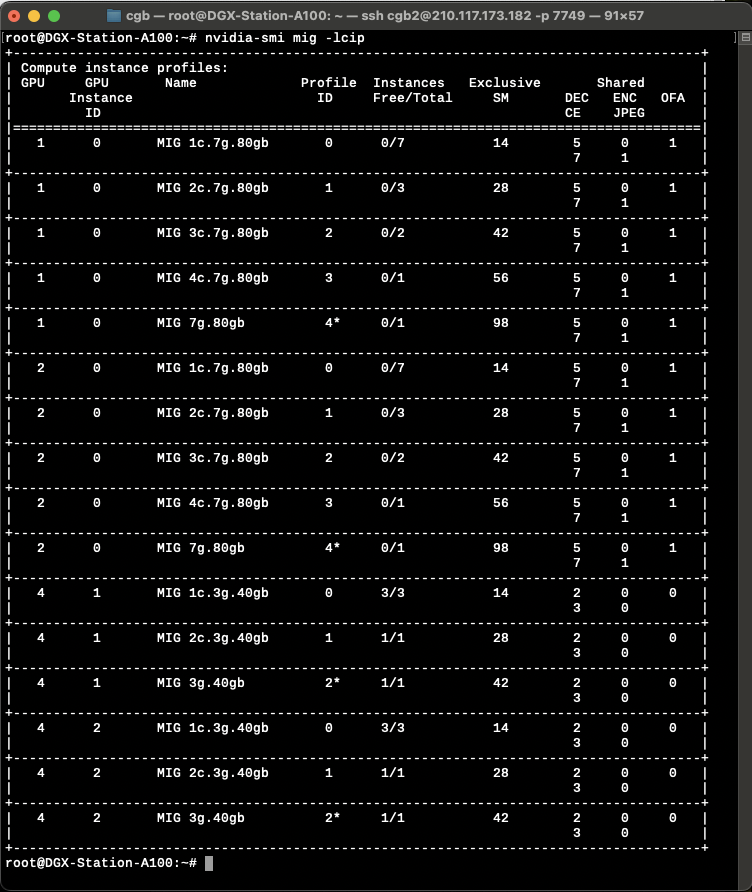 cgb — root@DGX-Station-A100: ~ — ssh cgb2@210.117.173.182 -p 7749 — 91×57
[root@DGX-Station-A100:~# nvidia-smi mig -lcip ]
+--------------------------------------------------------------------------------------+
| Compute instance profiles: |
| GPU GPU Name Profile Instances Exclusive Shared |
| Instance ID Free/Total SM DEC ENC OFA |
| ID CE JPEG |
|======================================================================================|
| 1 0 MIG 1c.7g.80gb 0 0/7 14 5 0 1 |
| 7 1 |
+--------------------------------------------------------------------------------------+
| 1 0 MIG 2c.7g.80gb 1 0/3 28 5 0 1 |
| 7 1 |
+--------------------------------------------------------------------------------------+
| 1 0 MIG 3c.7g.80gb 2 0/2 42 5 0 1 |
| 7 1 |
+--------------------------------------------------------------------------------------+
| 1 0 MIG 4c.7g.80gb 3 0/1 56 5 0 1 |
| 7 1 |
+--------------------------------------------------------------------------------------+
| 1 0 MIG 7g.80gb 4* 0/1 98 5 0 1 |
| 7 1 |
+--------------------------------------------------------------------------------------+
| 2 0 MIG 1c.7g.80gb 0 0/7 14 5 0 1 |
| 7 1 |
+--------------------------------------------------------------------------------------+
| 2 0 MIG 2c.7g.80gb 1 0/3 28 5 0 1 |
| 7 1 |
+--------------------------------------------------------------------------------------+
| 2 0 MIG 3c.7g.80gb 2 0/2 42 5 0 1 |
| 7 1 |
+--------------------------------------------------------------------------------------+
| 2 0 MIG 4c.7g.80gb 3 0/1 56 5 0 1 |
| 7 1 |
+--------------------------------------------------------------------------------------+
| 2 0 MIG 7g.80gb 4* 0/1 98 5 0 1 |
| 7 1 |
+--------------------------------------------------------------------------------------+
| 4 1 MIG 1c.3g.40gb 0 3/3 14 2 0 0 |
| 3 0 |
+--------------------------------------------------------------------------------------+
| 4 1 MIG 2c.3g.40gb 1 1/1 28 2 0 0 |
| 3 0 |
+--------------------------------------------------------------------------------------+
| 4 1 MIG 3g.40gb 2* 1/1 42 2 0 0 |
| 3 0 |
+--------------------------------------------------------------------------------------+
| 4 2 MIG 1c.3g.40gb 0 3/3 14 2 0 0 |
| 3 0 |
+--------------------------------------------------------------------------------------+
| 4 2 MIG 2c.3g.40gb 1 1/1 28 2 0 0 |
| 3 0 |
+--------------------------------------------------------------------------------------+
| 4 2 MIG 3g.40gb 2* 1/1 42 2 0 0 |
| 3 0 |
+--------------------------------------------------------------------------------------+
root@DGX-Station-A100:~#